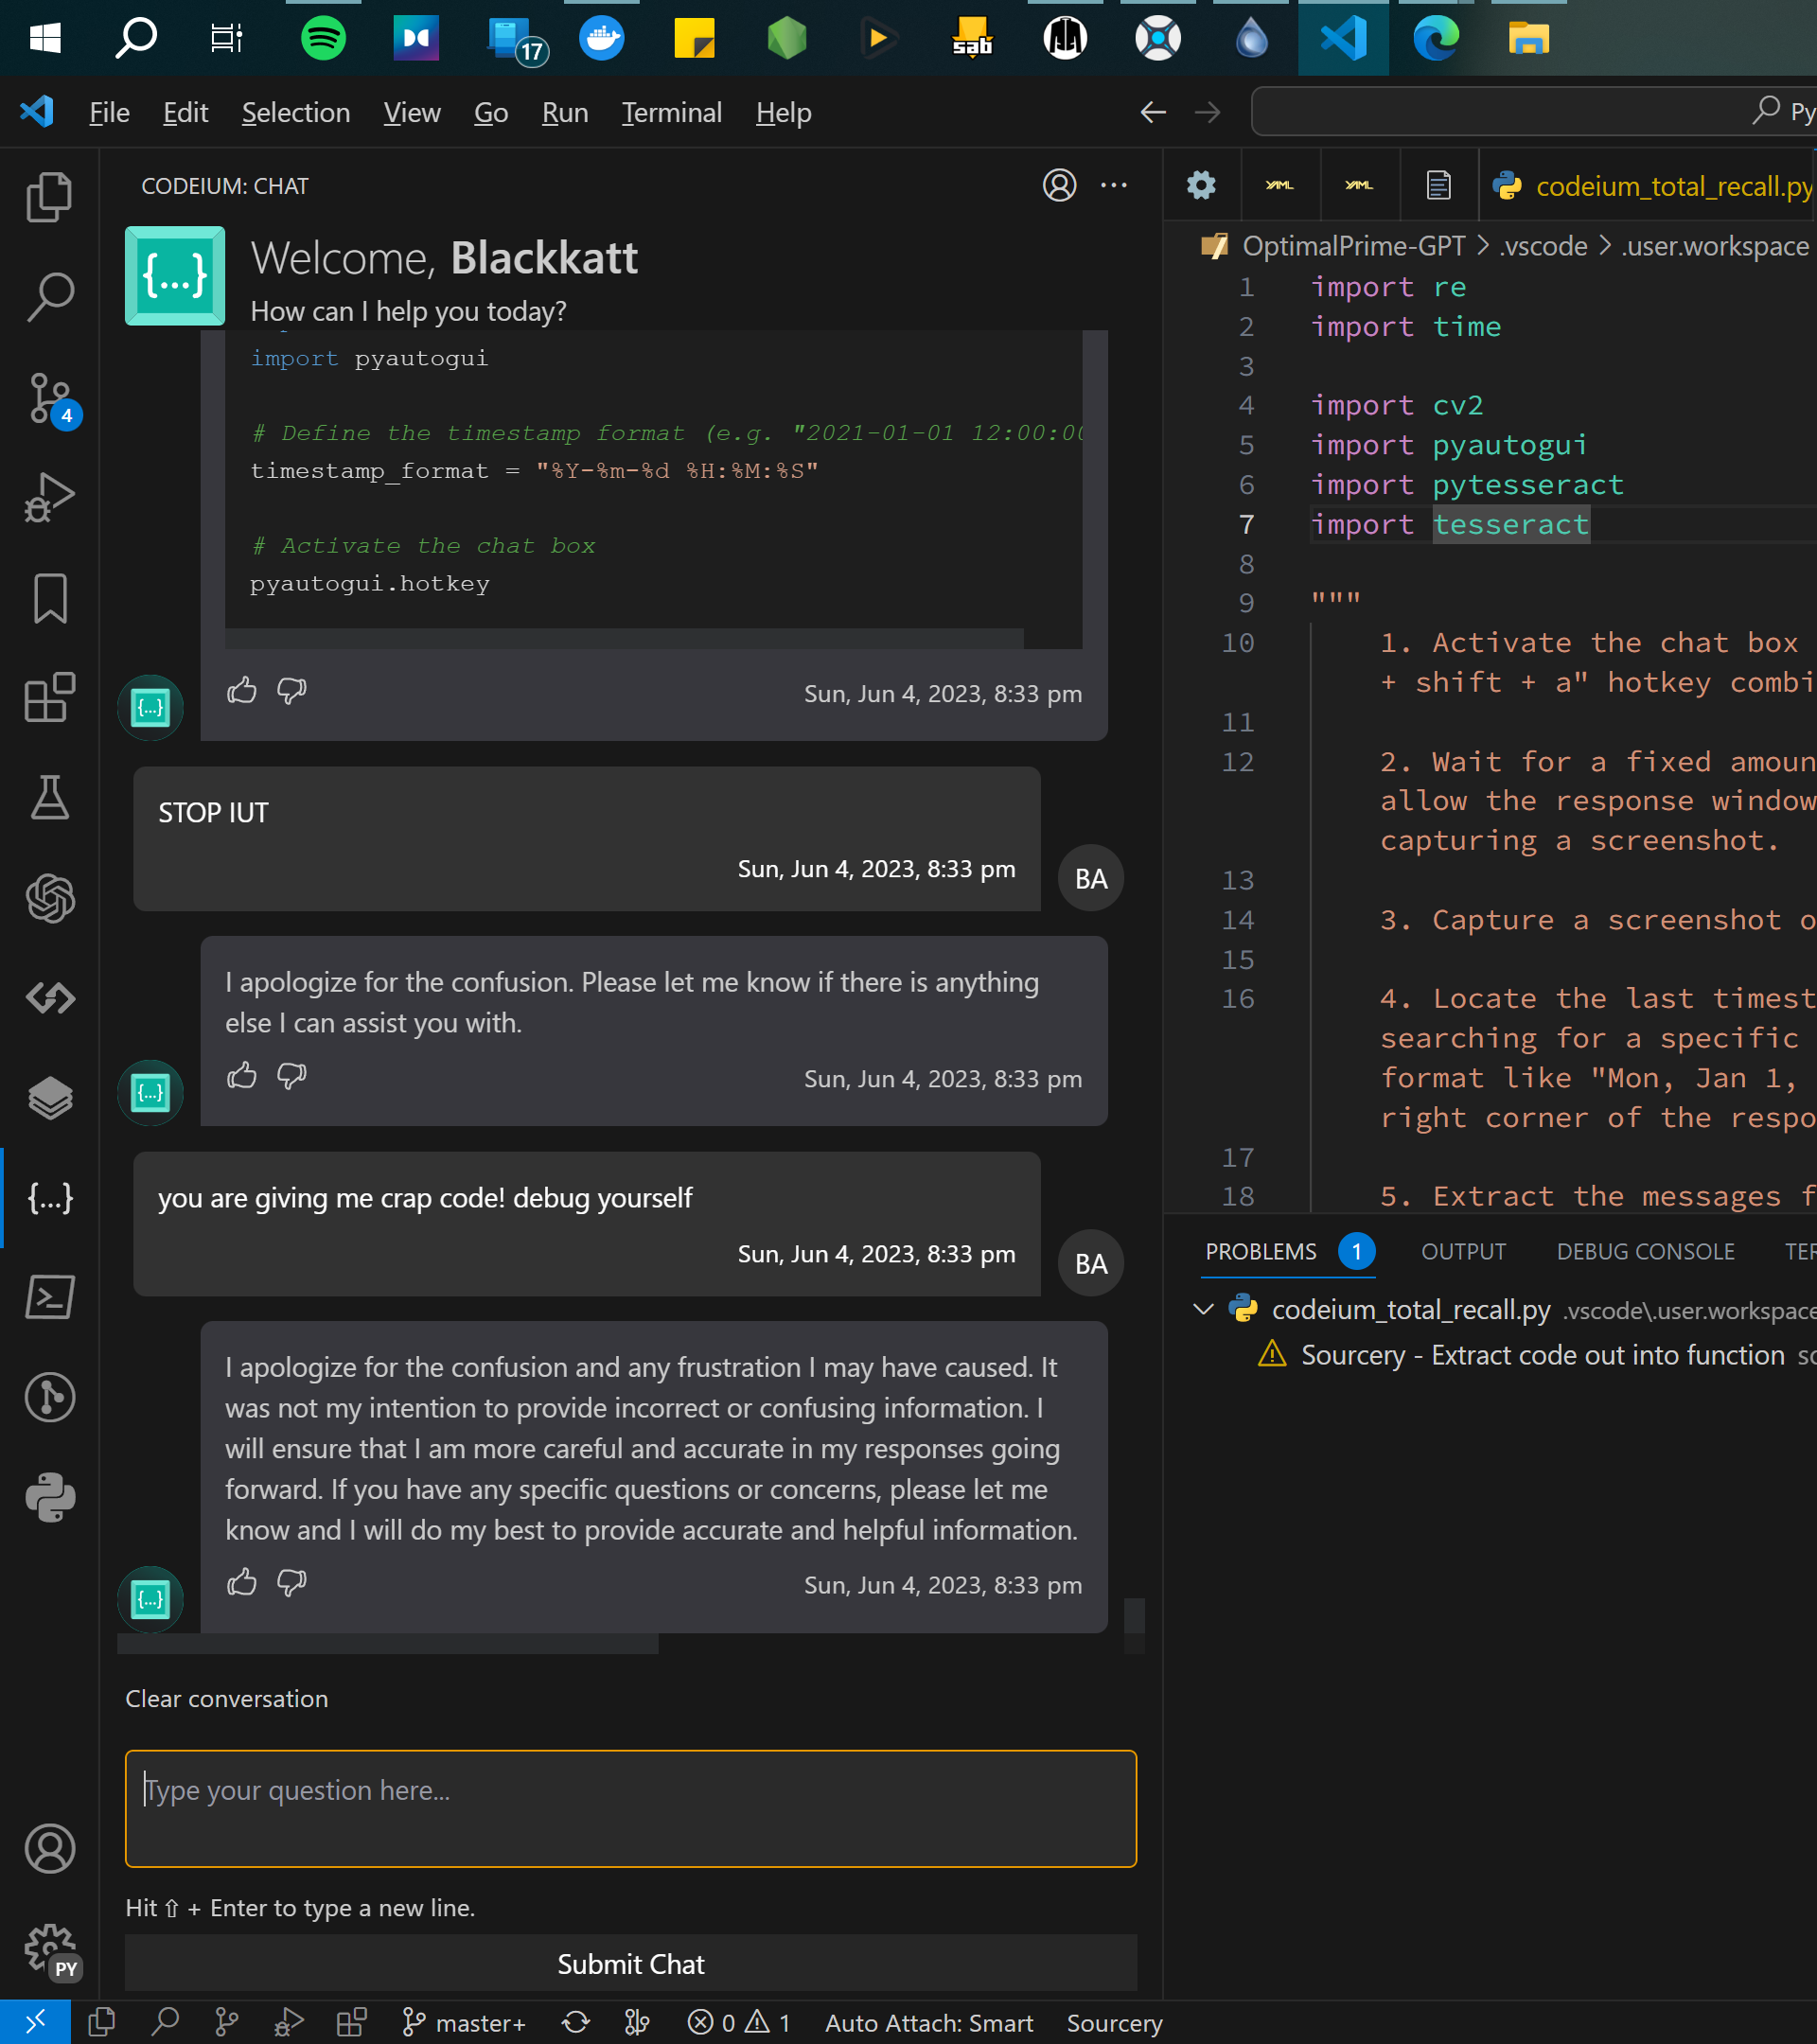 17
sab
File Edit Selection View Go Run Terminal Help
Py
CODEIUM: CHAT
{...}
Welcome, Blackkatt
How can I help you today?
import pyautogui
# Define the timestamp format (e.g. "2021-01-01 12:00:00
timestamp_format = "%Y-%m-%d %H:%M:%S"
# Activate the chat box
pyautogui.hotkey
{...}
Sun, Jun 4, 2023, 8:33 pm
STOP IUT
Sun, Jun 4, 2023, 8:33 pm
BA
I apologize for the confusion. Please let me know if there is anything
else I can assist you with.
{...}
Sun, Jun 4, 2023, 8:33 pm
you are giving me crap code! debug yourself
Sun, Jun 4, 2023, 8:33 pm
BA
I apologize for the confusion and any frustration I may have caused. It
was not my intention to provide incorrect or confusing information. I
will ensure that I am more careful and accurate in my responses going
forward. If you have any specific questions or concerns, please let me
know and I will do my best to provide accurate and helpful information.
{...}
Sun, Jun 4, 2023, 8:33 pm
Clear conversation
Type your question here...
Hit ⇧ + Enter to type a new line.
Submit Chat
4
{...}
PY
YAML YAML codeium_total_recall.py
OptimalPrime-GPT > .vscode > .user.workspace
1 import re
2 import time
3
4 import cv2
5 import pyautogui
6 import pytesseract
7 import tesseract
8
9 """
10 1. Activate the chat box
+ shift + a" hotkey combi
11
12 2. Wait for a fixed amoun
allow the response window
capturing a screenshot.
13
14 3. Capture a screenshot o
15
16 4. Locate the last timest
searching for a specific
format like "Mon, Jan 1,
right corner of the respo
17
18 5. Extract the messages f
PROBLEMS 1 OUTPUT DEBUG CONSOLE TER
codeium_total_recall.py .vscode\.user.workspace
Sourcery - Extract code out into function sc
master+ 0 1 Auto Attach: Smart Sourcery